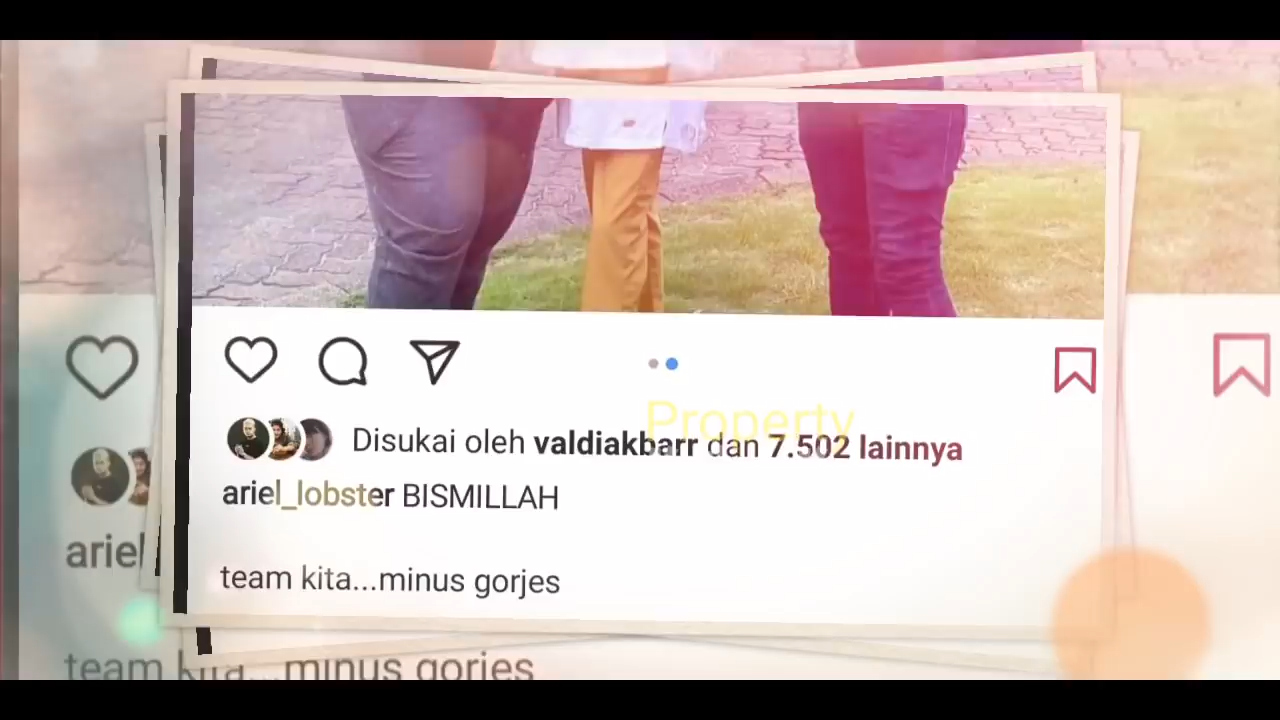 Property
Disukai oleh valdiakbarr dan 7.502 lainnya
ariel_lobster BISMILLAH
team kita...minus gorjes
ariel
team kita...minus gorjes